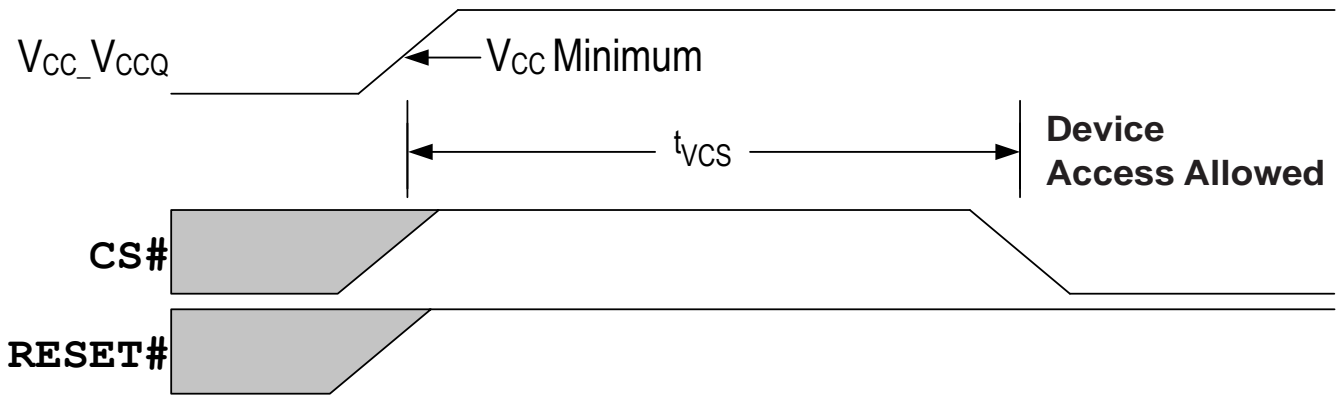 VCC_VCCQ
VCC Minimum
tVCS
Device
Access Allowed
CS#
RESET#